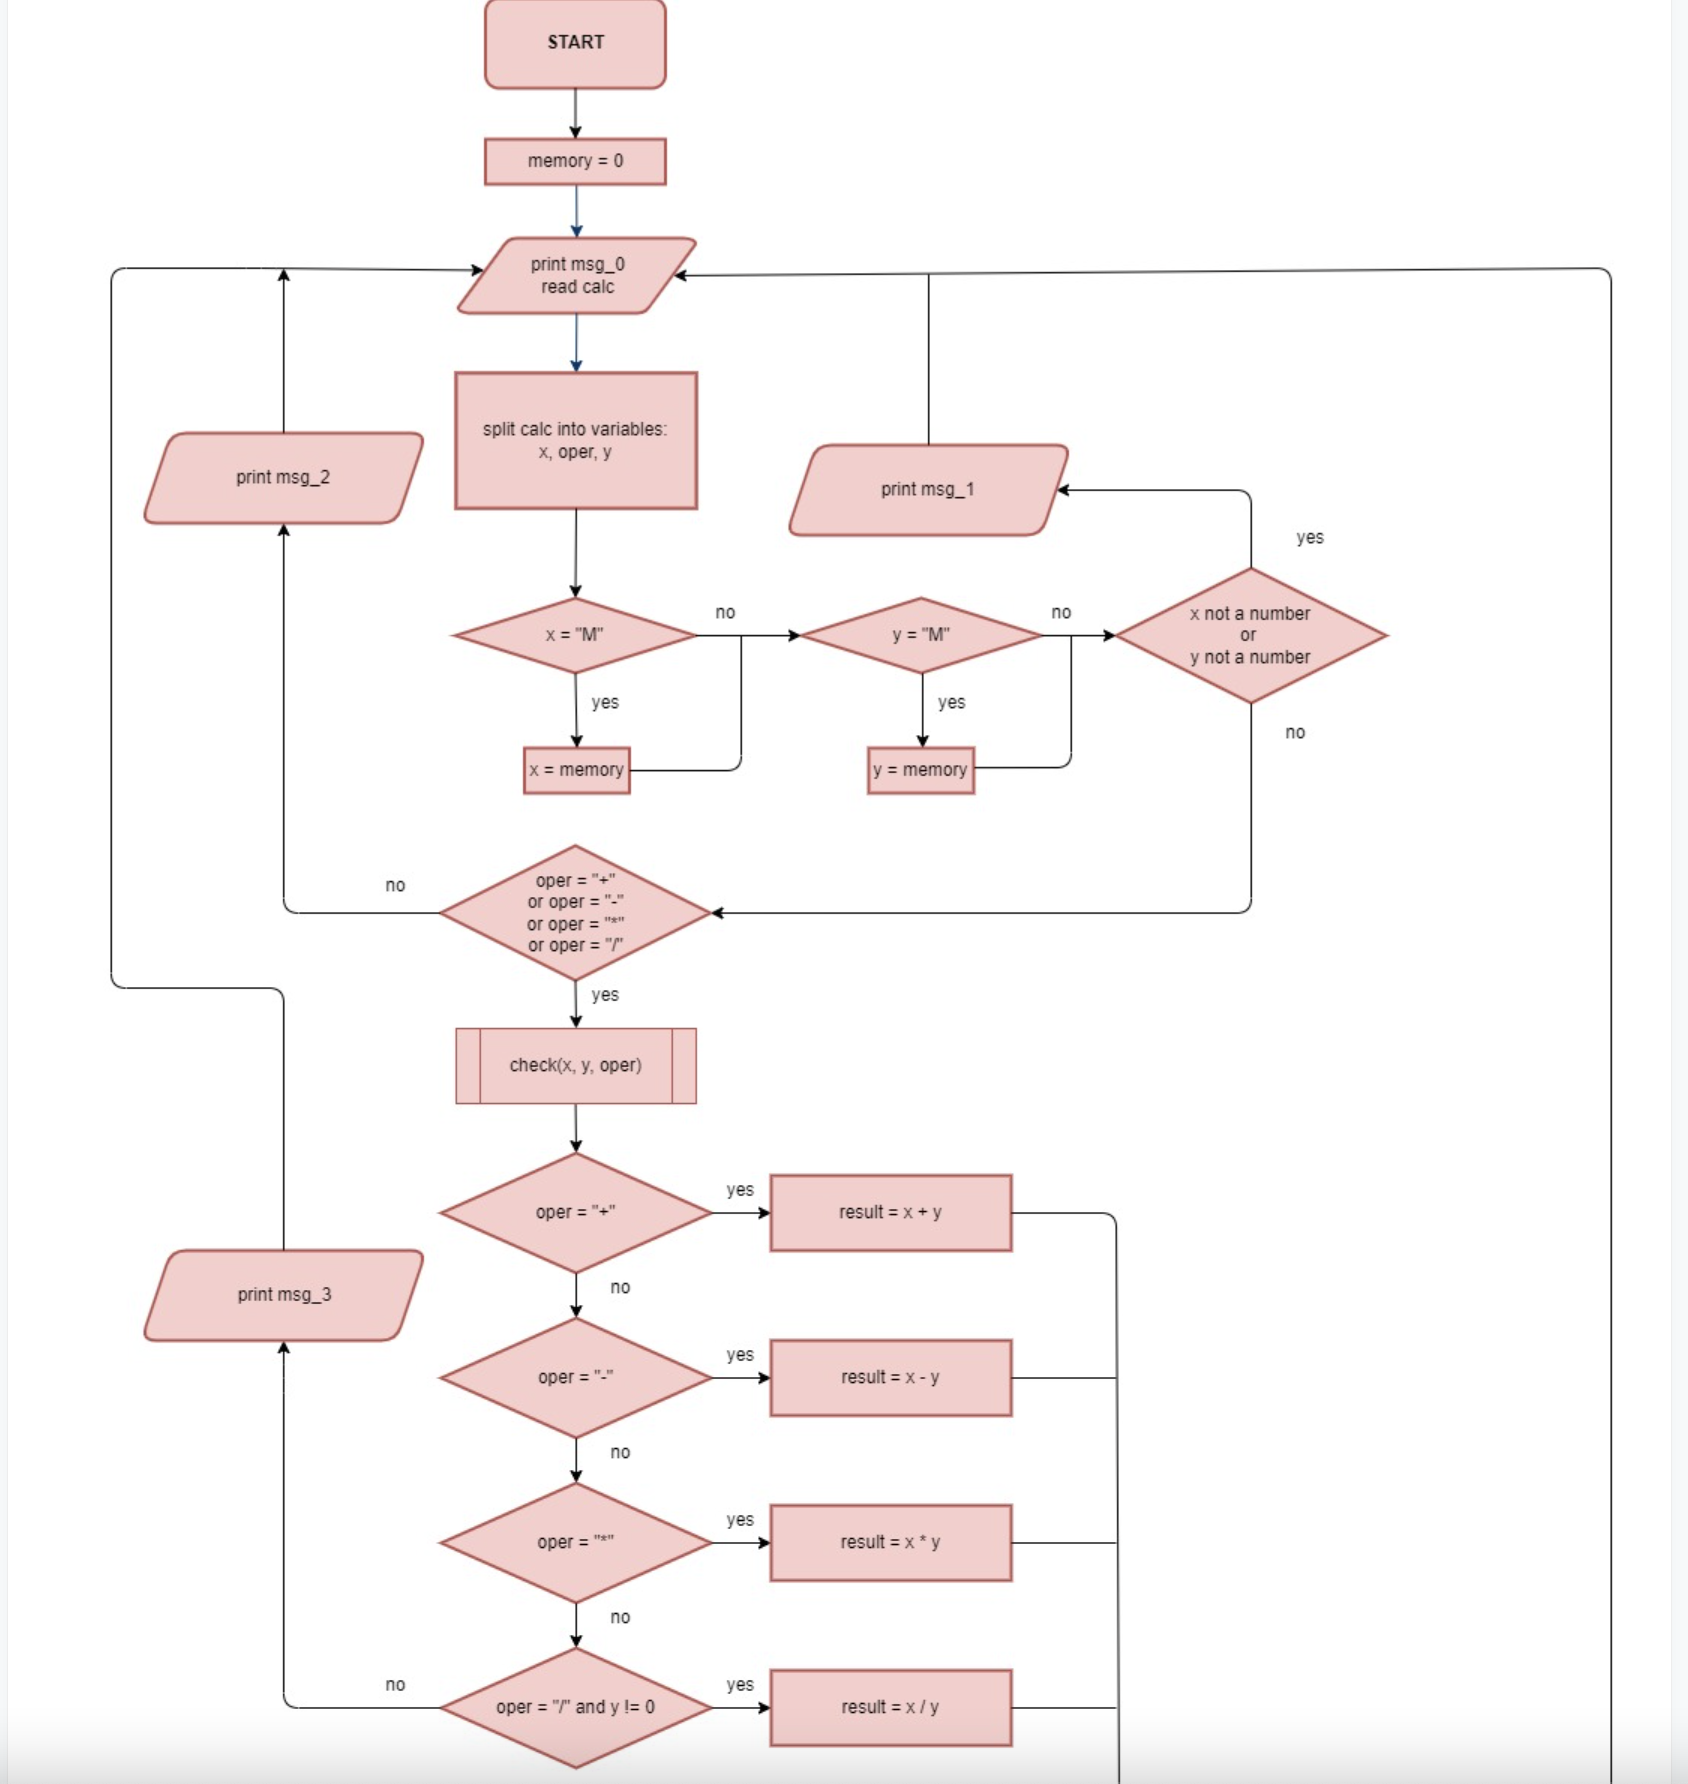 START
memory = 0
print msg_0
read calc
split calc into variables:
x, oper, y
print msg_2
print msg_1
yes
x = "M"
no
y = "M"
no
x not a number
or
y not a number
yes
yes
no
x = memory
y = memory
no
oper = "+"
or oper = "-"
or oper = "*"
or oper = "/"
yes
check(x, y, oper)
oper = "+"
yes
result = x + y
no
print msg_3
oper = "-"
yes
result = x - y
no
oper = "*"
yes
result = x * y
no
no
oper = "/" and y != 0
yes
result = x / y